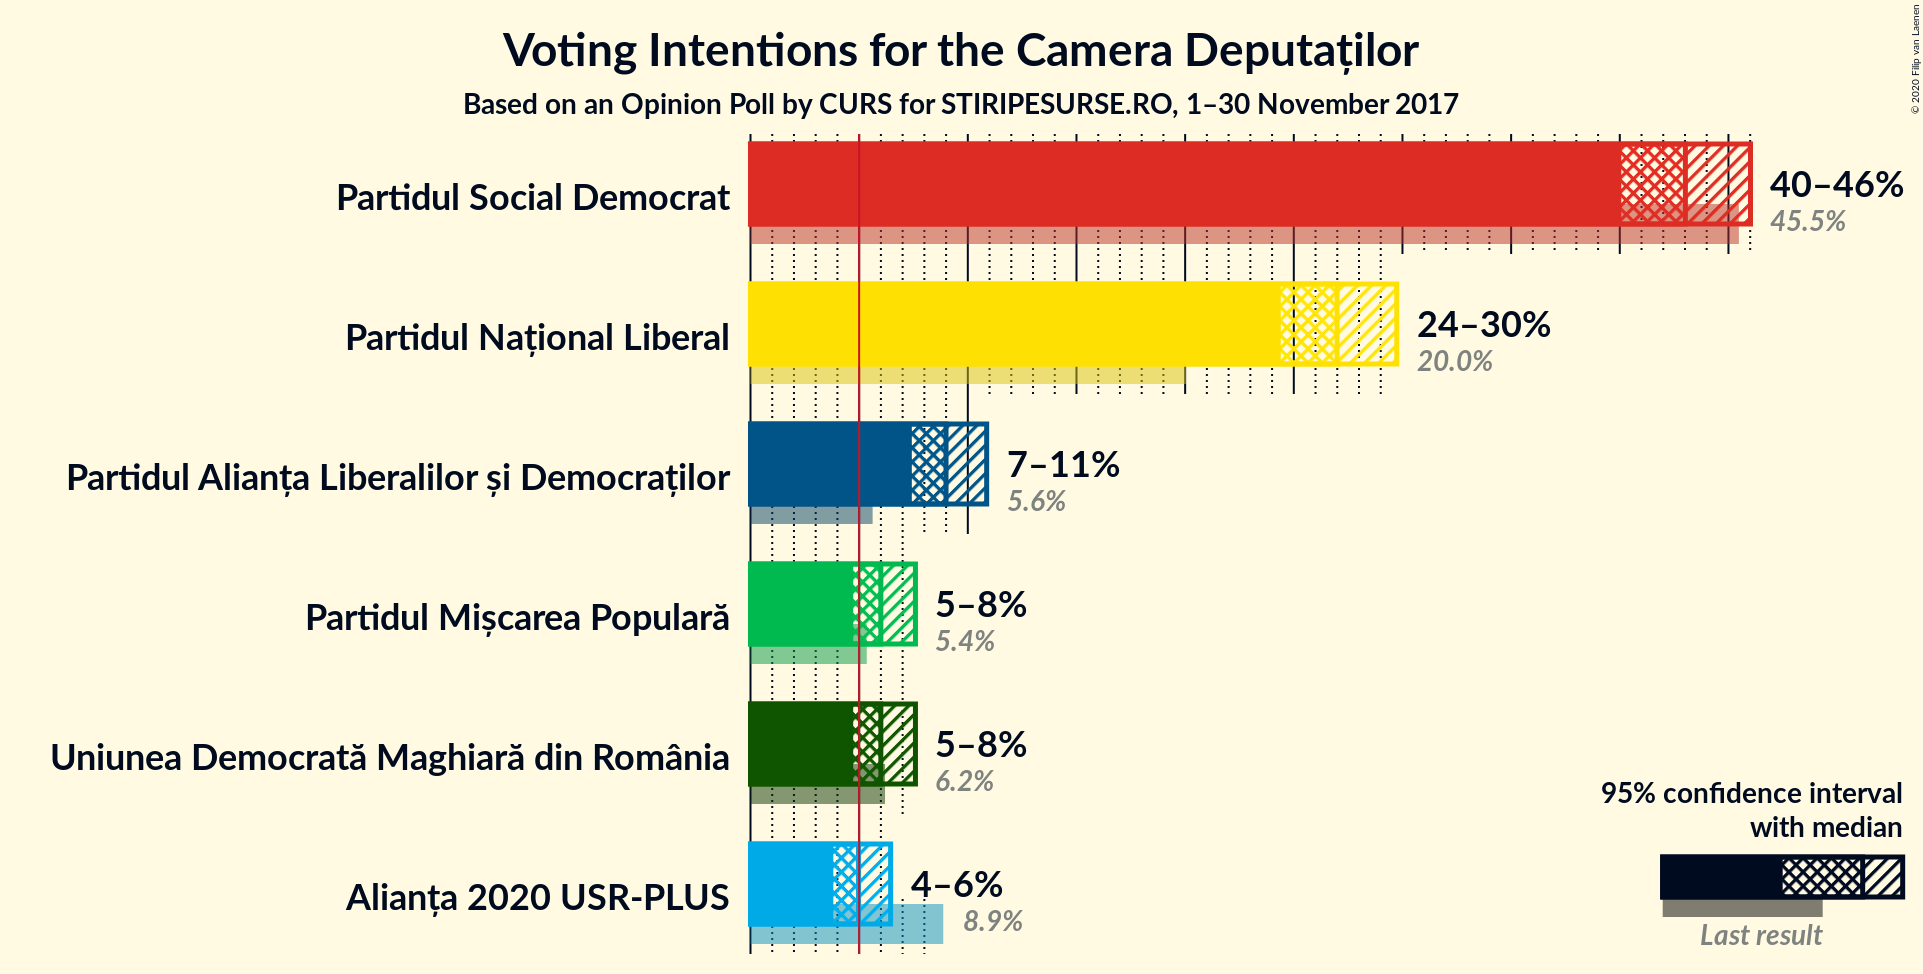 Voting Intentions for the Camera Deputaților
Based on an Opinion Poll by CURS for STIRIPESURSE.RO, 1–30 November 2017
© 2020 Filip van Laenen
Partidul Social Democrat
40–46%
45.5%
Partidul Național Liberal
24–30%
20.0%
Partidul Alianța Liberalilor și Democraților
7–11%
5.6%
Partidul Mișcarea Populară
5–8%
5.4%
Uniunea Democrată Maghiară din România
5–8%
6.2%
Alianța 2020 USR-PLUS
4–6%
8.9%
95% confidence interval
with median
Last result